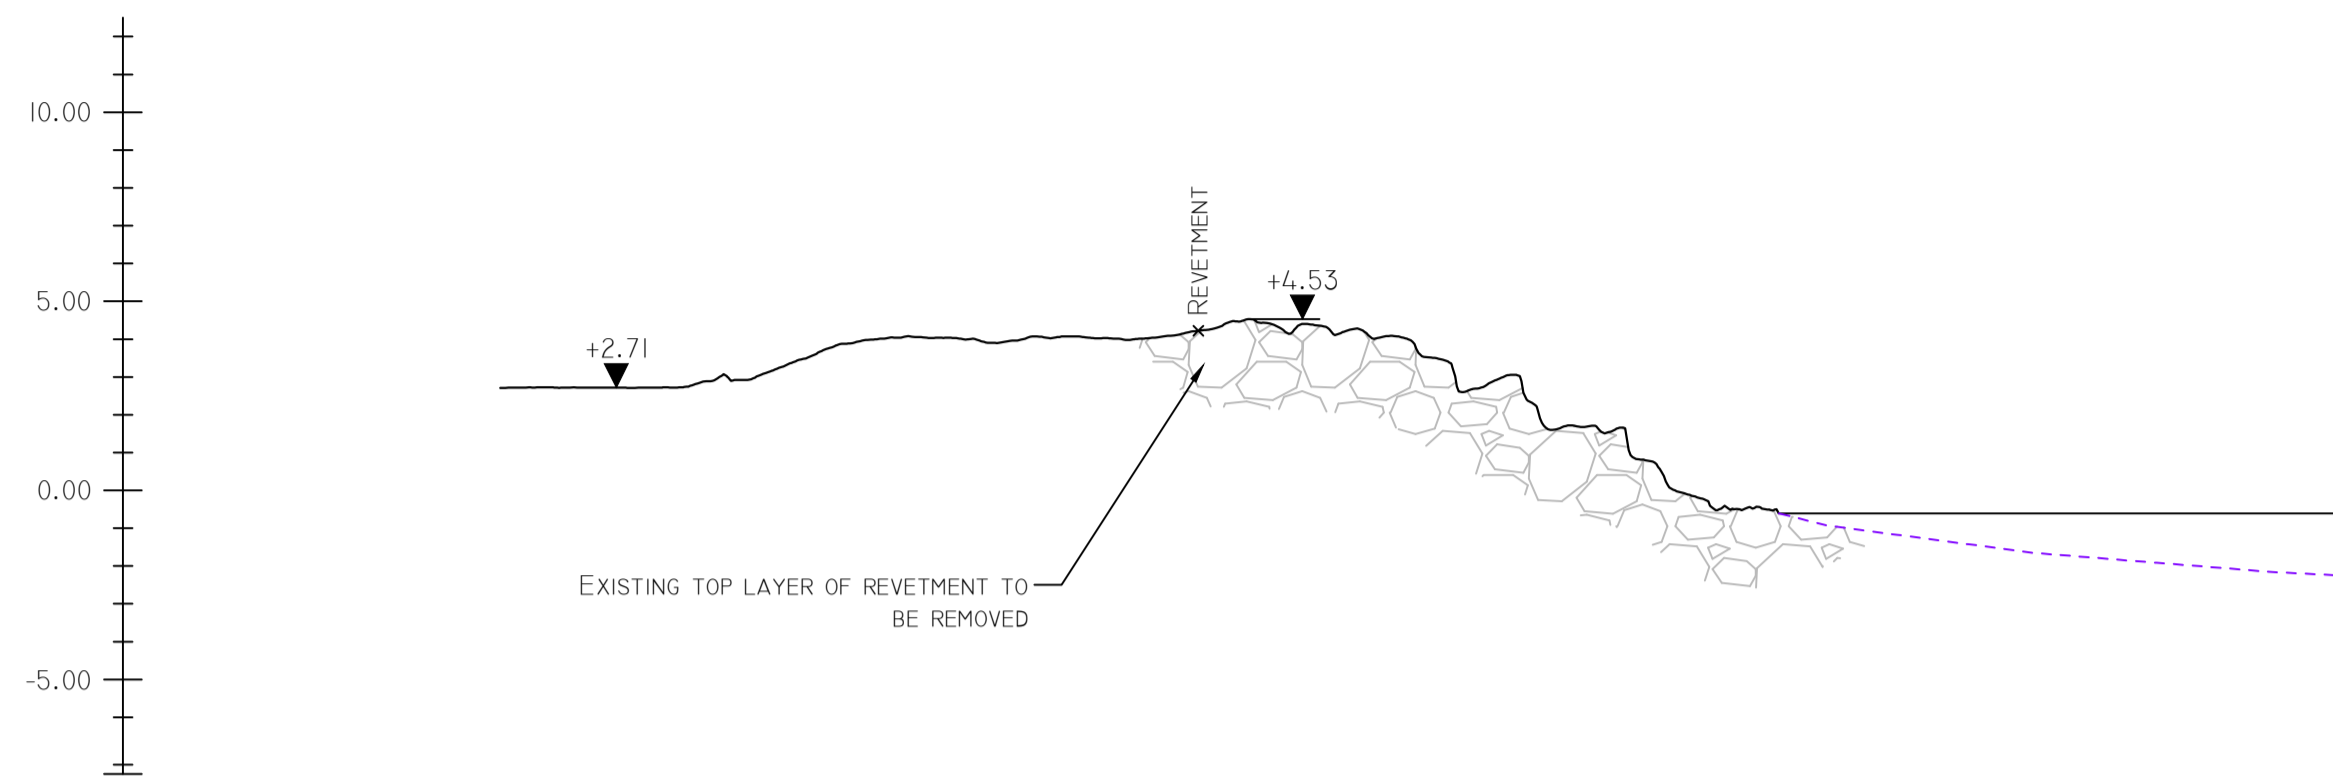 10.00
REVETMENT
+4.53
5.00
+2.71
0.00
EXISTING TOP LAYER OF REVETMENT TO
BE REMOVED
-5.00